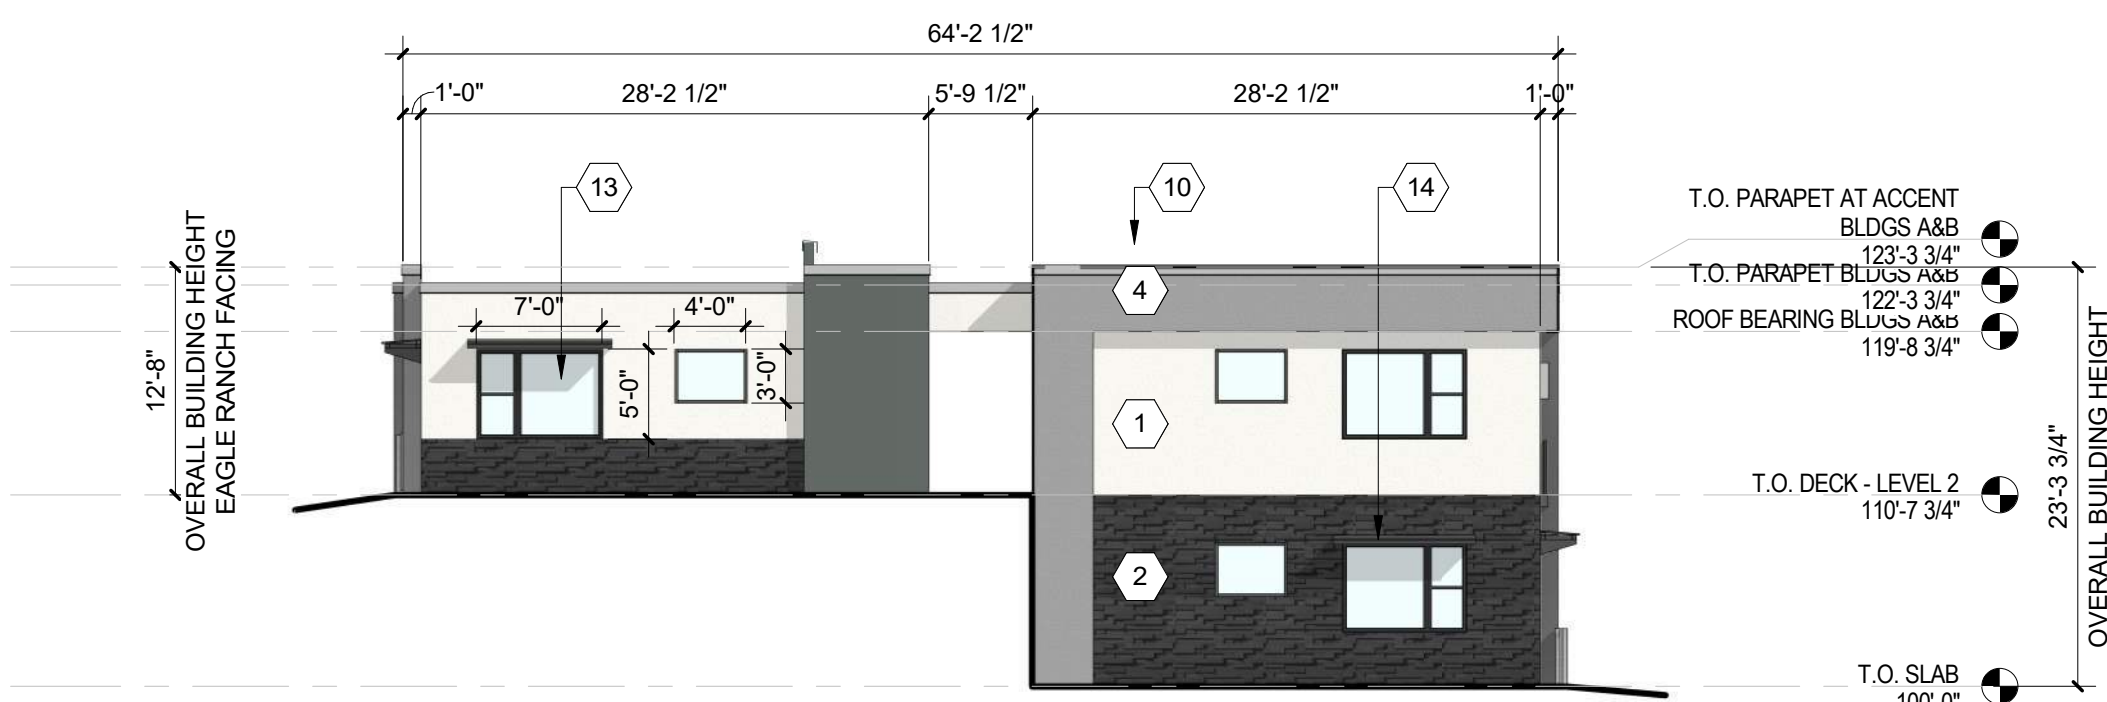 64'-2 1/2"
1'-0"
28'-2 1/2"
5'-9 1/2"
28'-2 1/2"
1'-0"
13
10
14
T.O. PARAPET AT ACCENT
BLDGS A&B
123'-3 3/4"
T.O. PARAPET BLDGS A&B
122'-3 3/4"
ROOF BEARING BLDGS A&B
119'-8 3/4"
4
7'-0"
4'-0"
5'-0"
3'-0"
12'-8"
OVERALL BUILDING HEIGHT
EAGLE RANCH FACING
1
T.O. DECK - LEVEL 2
110'-7 3/4"
23'-3 3/4"
OVERALL BUILDING HEIGHT
2
T.O. SLAB
100'-0"